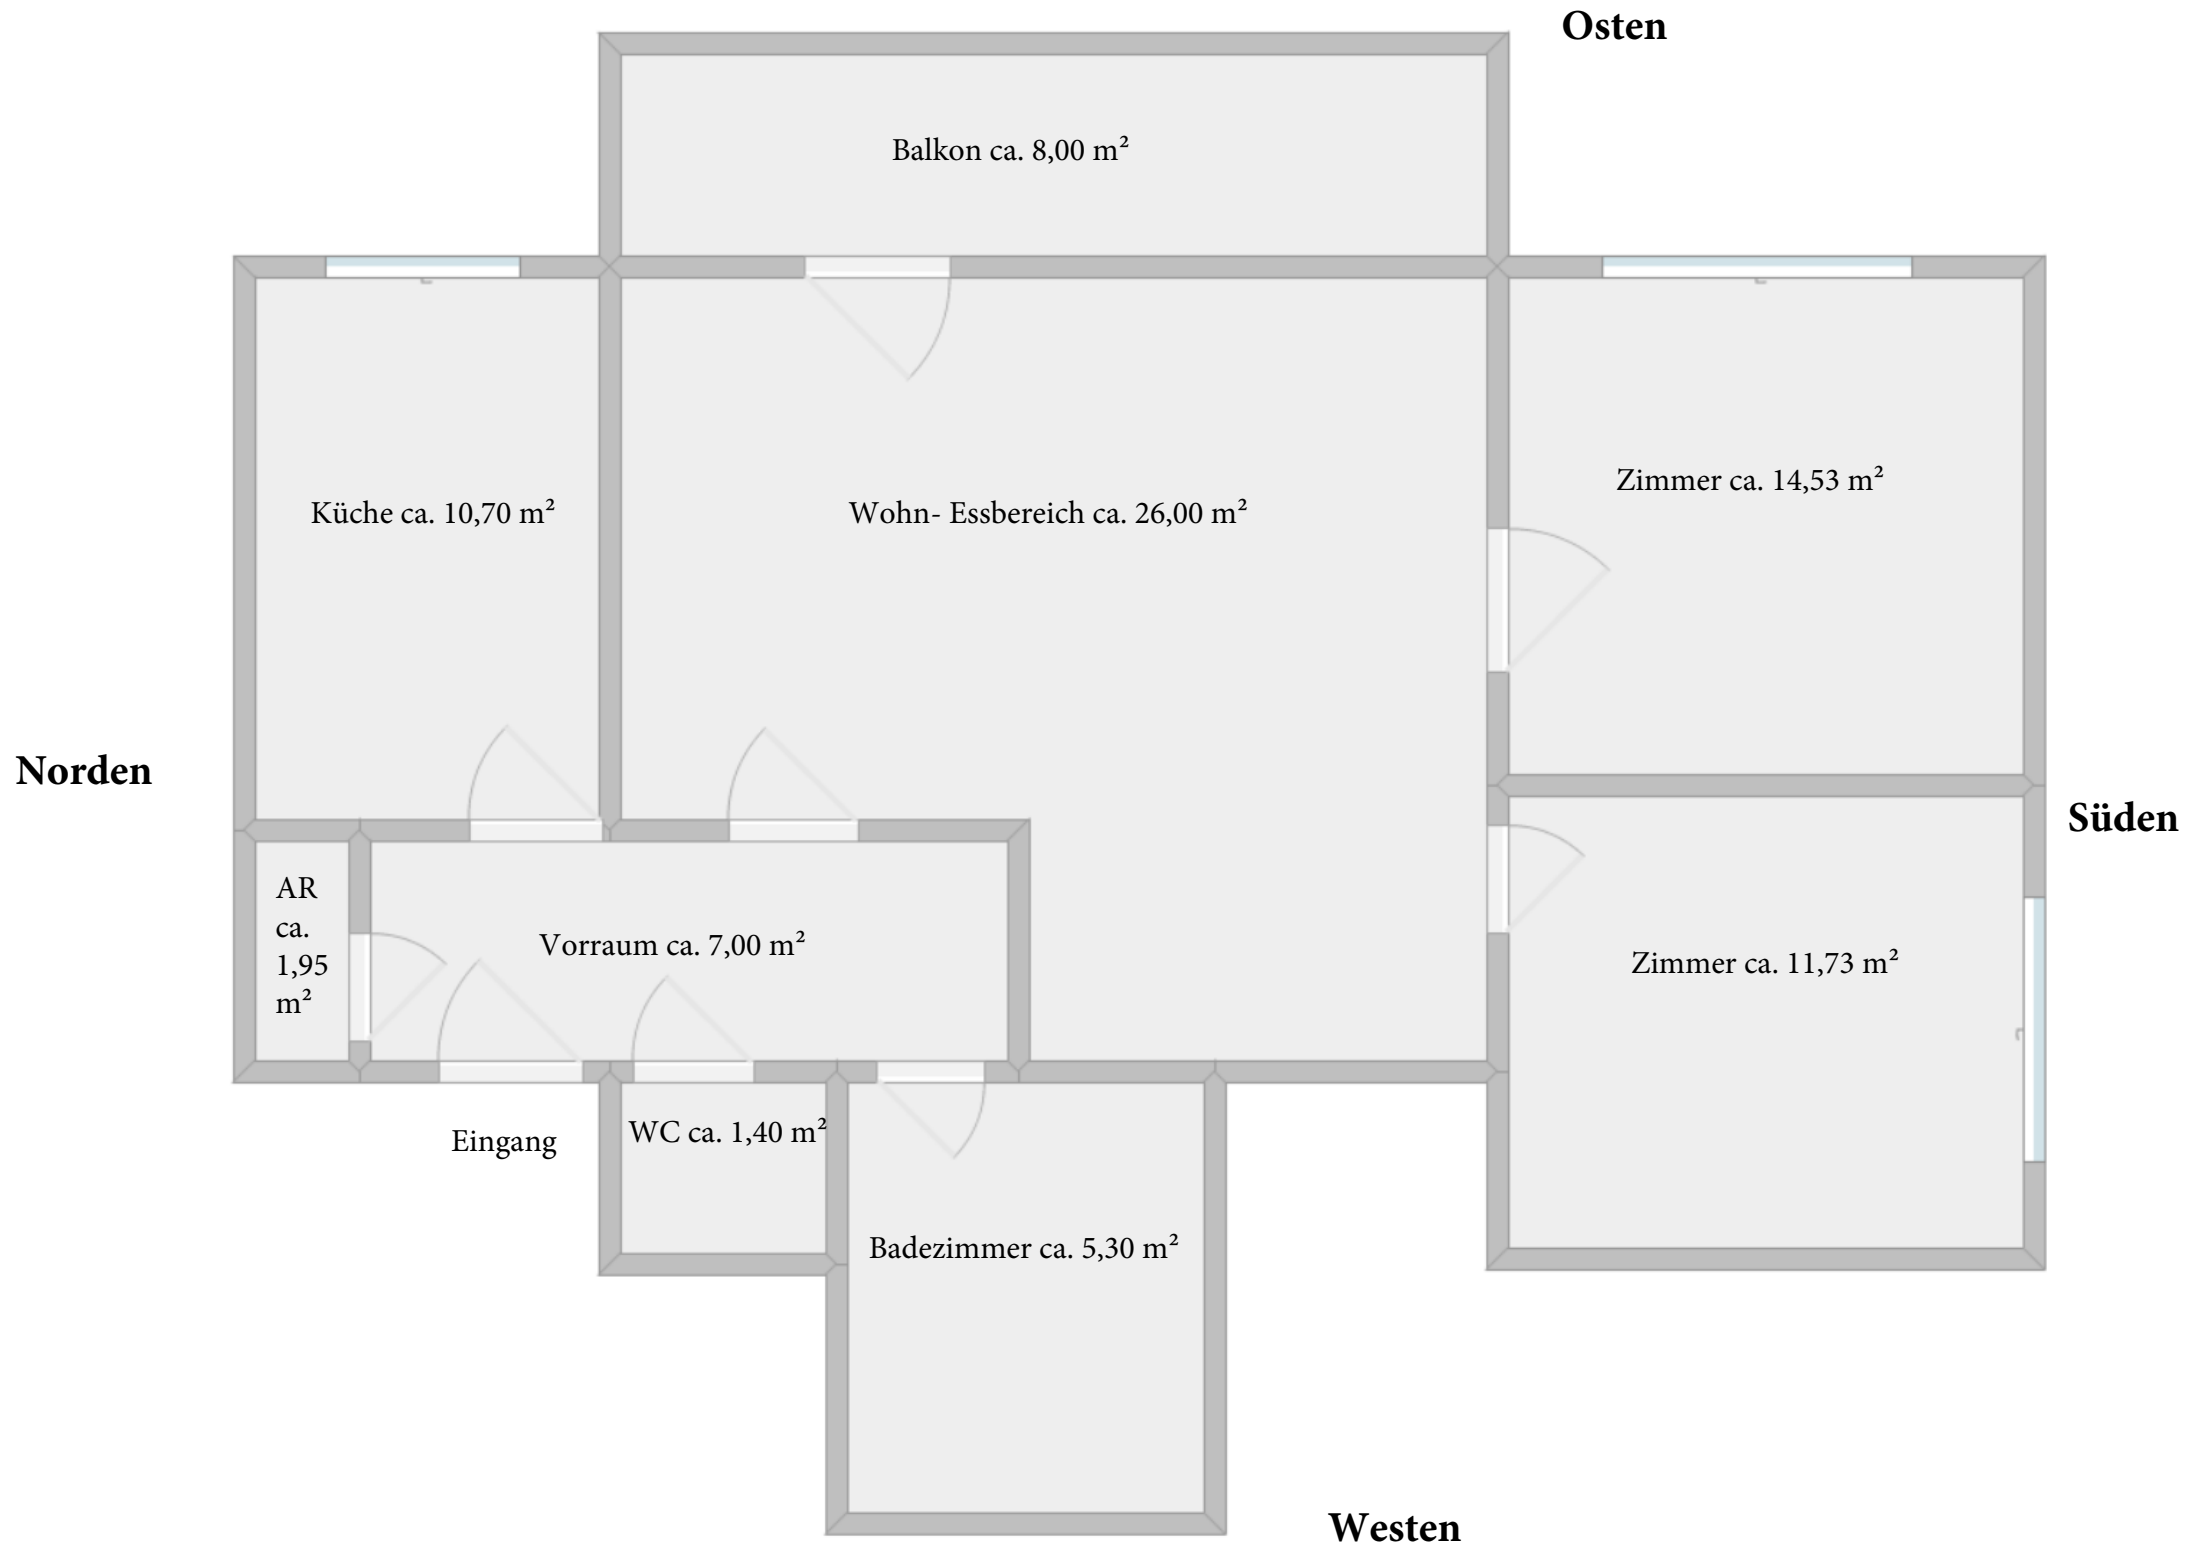 Osten
Balkon ca. 8,00 m²
Zimmer ca. 14,53 m²
Küche ca. 10,70 m²
Wohn- Essbereich ca. 26,00 m²
Norden
Süden
AR
ca.
1,95
m²
Vorraum ca. 7,00 m²
Zimmer ca. 11,73 m²
Eingang
WC ca. 1,40 m²
Badezimmer ca. 5,30 m²
Westen